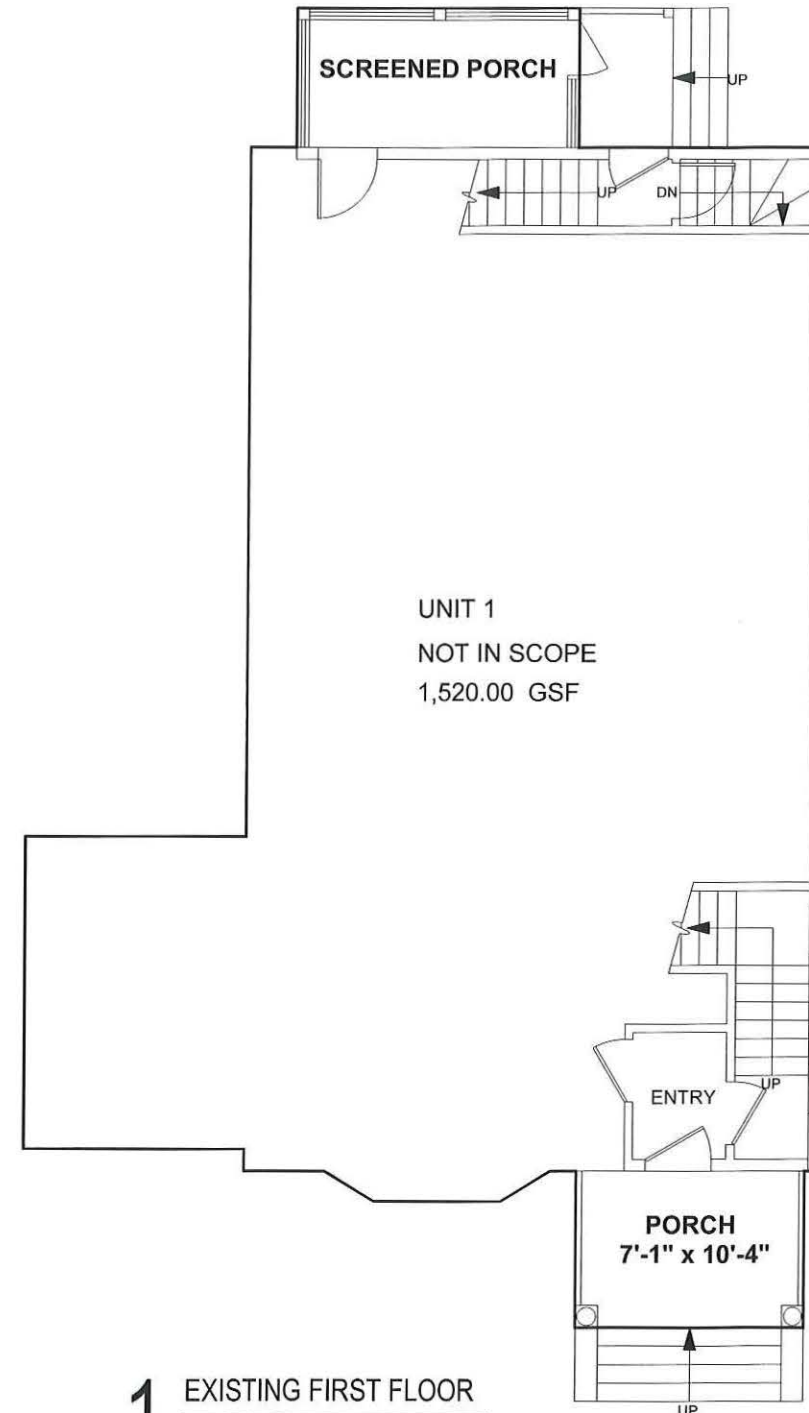 SCREENED PORCH
UP
UP
DN
UNIT 1
NOT IN SCOPE
1,520.00 GSF
ENTRY
UP
PORCH
7'-1" x 10'-4"
1 EXISTING FIRST FLOOR
UP